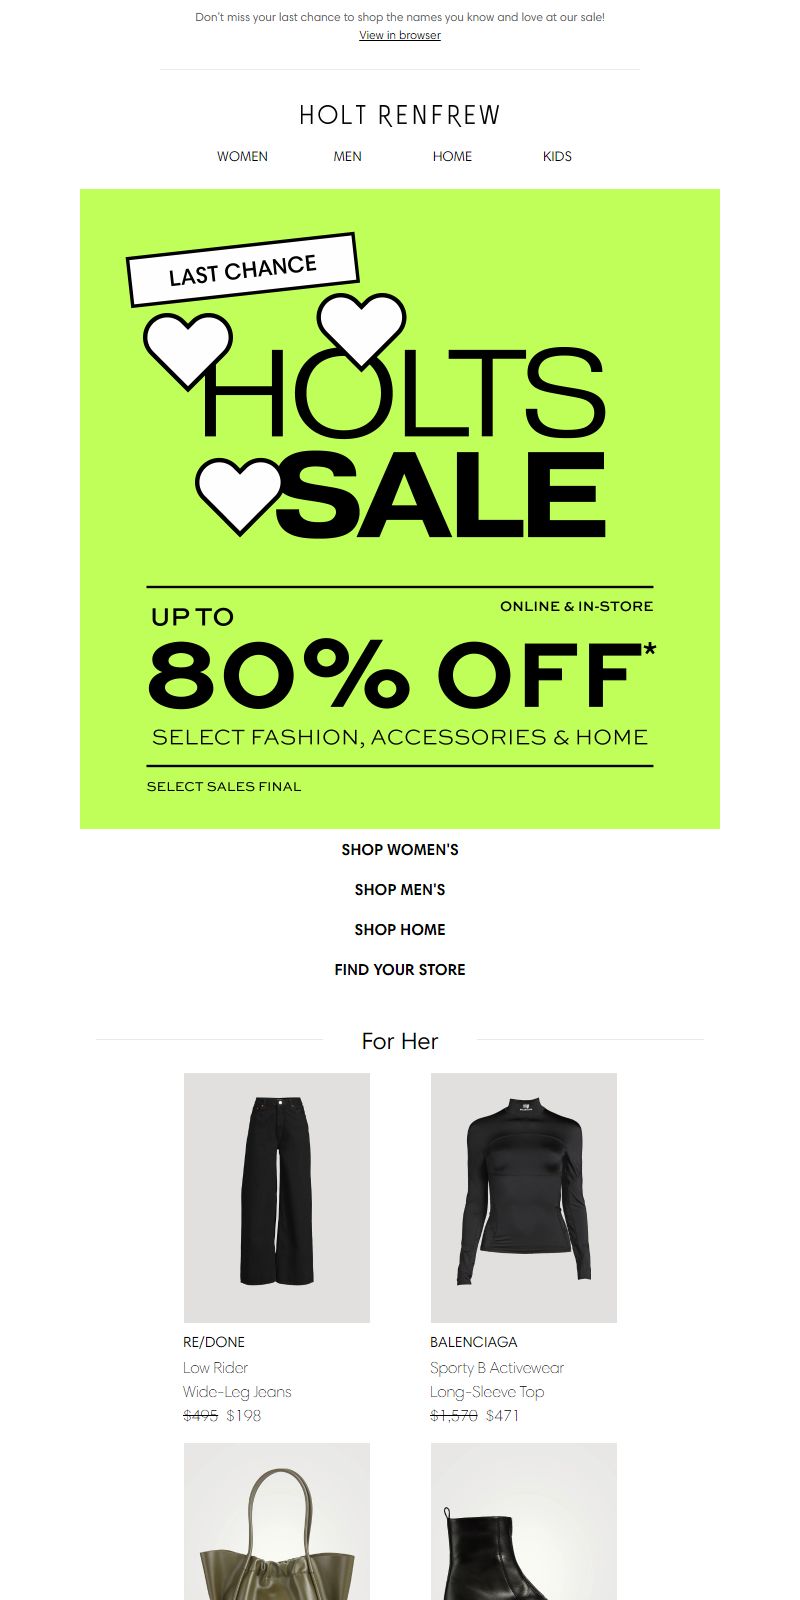 Don't miss your last chance to shop the names you know and love at our sale!
View in browser
HOLT RENFREW
WOMEN MEN HOME KIDS
LAST CHANCE
HOLTS
SALE
UP TO
ONLINE & IN-STORE
80% OFF*
SELECT FASHION, ACCESSORIES & HOME
SELECT SALES FINAL
SHOP WOMEN'S
SHOP MEN'S
SHOP HOME
FIND YOUR STORE
For Her
RE/DONE
Low Rider
Wide-Leg Jeans
$495 $198
BALENCIAGA
Sporty B Activewear
Long-Sleeve Top
$1,570 $471